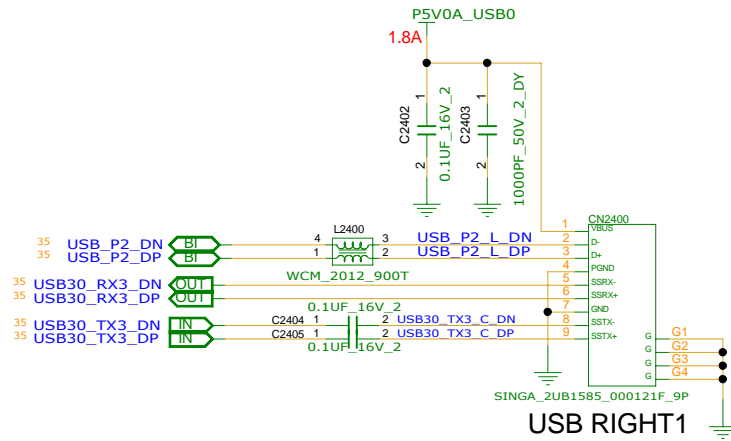 P5V0A_USB0
1.8A
C2402
1
2
0.1UF_16V_2
C2403
1
2
1000PF_50V_2_DY
CN2400
1 VBUS
35 USB_P2_DN BI 4 L2400 3 USB_P2_L_DN 2 D-
35 USB_P2_DP BI 1 2 USB_P2_L_DP 3 D+
WCM_2012_900T
4 PGND
35 USB30_RX3_DN OUT 5 SSRX-
35 USB30_RX3_DP OUT 6 SSRX+
0.1UF_16V_2
7 GND
35 USB30_TX3_DN IN C2404 1 2 USB30_TX3_C_DN 8 SSTX-
35 USB30_TX3_DP IN C2405 1 2 USB30_TX3_C_DP 9 SSTX+
0.1UF_16V_2
G G1
G G2
G G3
G G4
SINGA_2UB1585_000121F_9P
USB RIGHT1